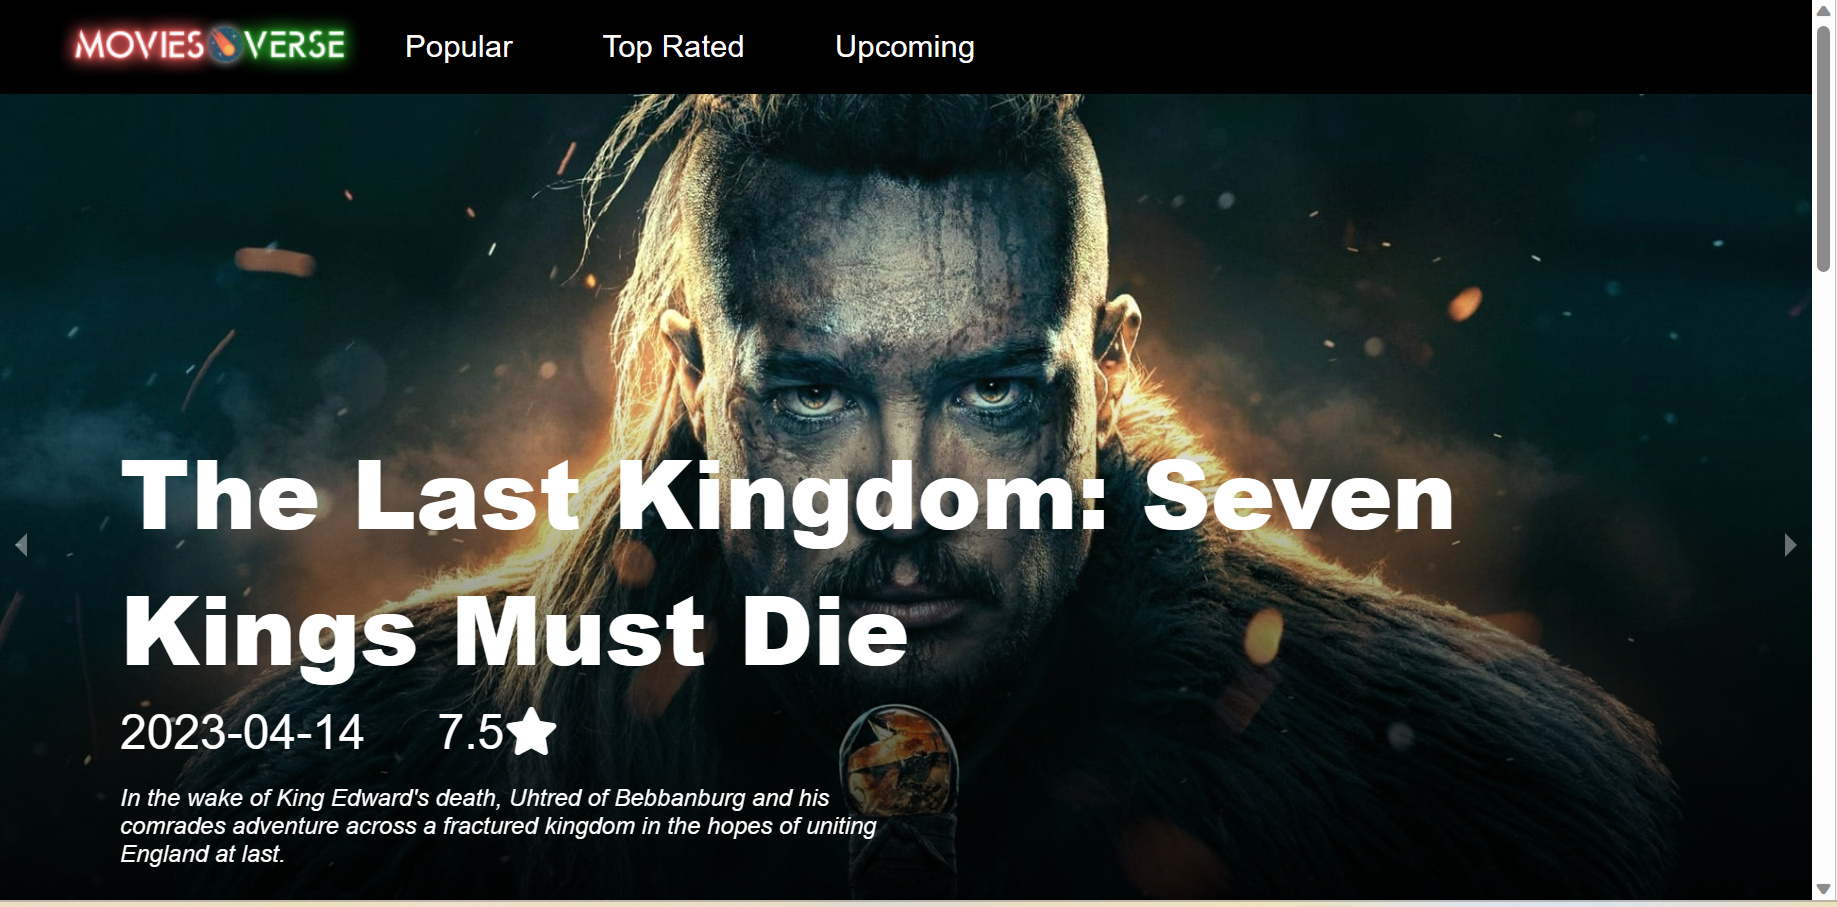 MOVIES VERSE
Popular
Top Rated
Upcoming
The Last Kingdom: Seven
Kings Must Die
2023-04-14
7.5
In the wake of King Edward's death, Uhtred of Bebbanburg and his
comrades adventure across a fractured kingdom in the hopes of uniting
England at last.